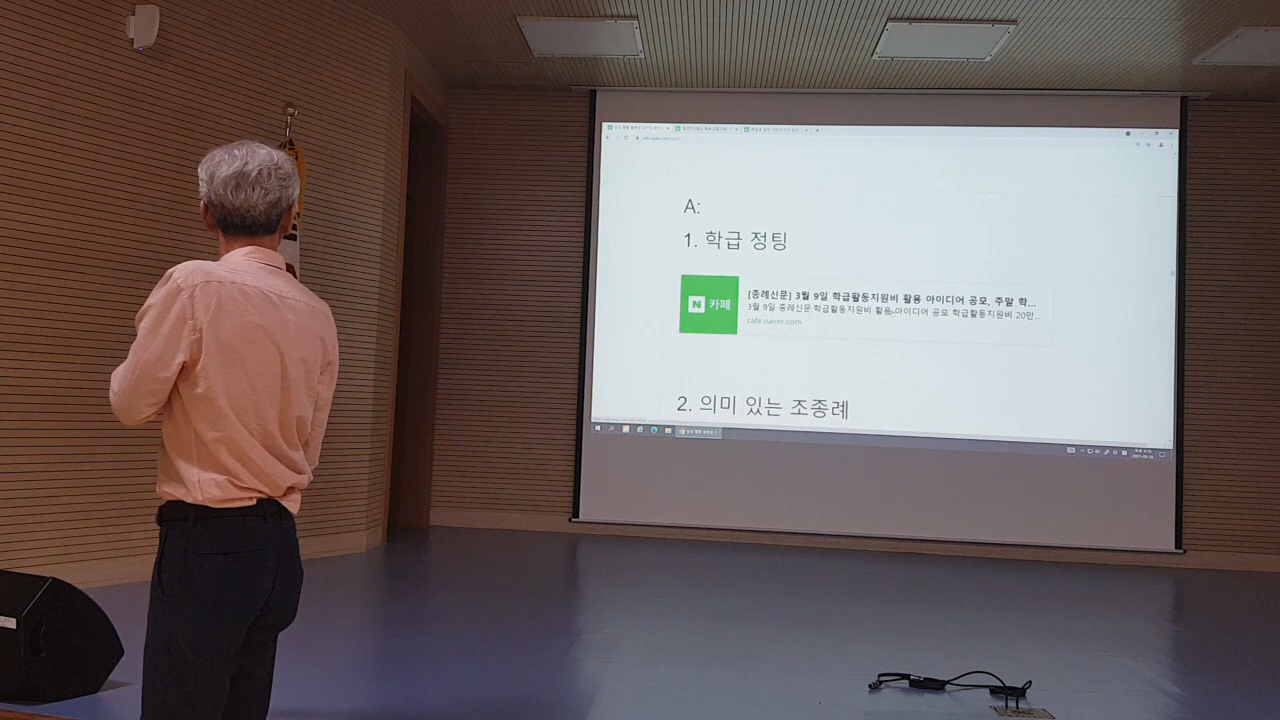 A:
1. 학급 정팅
N 카페
[종례신문] 3월 9일 학급활동지원비 활용 아이디어 공모, 주말 학...
3월 9일 종례신문 학급활동지원비 활용 아이디어 공모 학급활동지원비 20만...
cafe.naver.com
2. 의미 있는 조종례